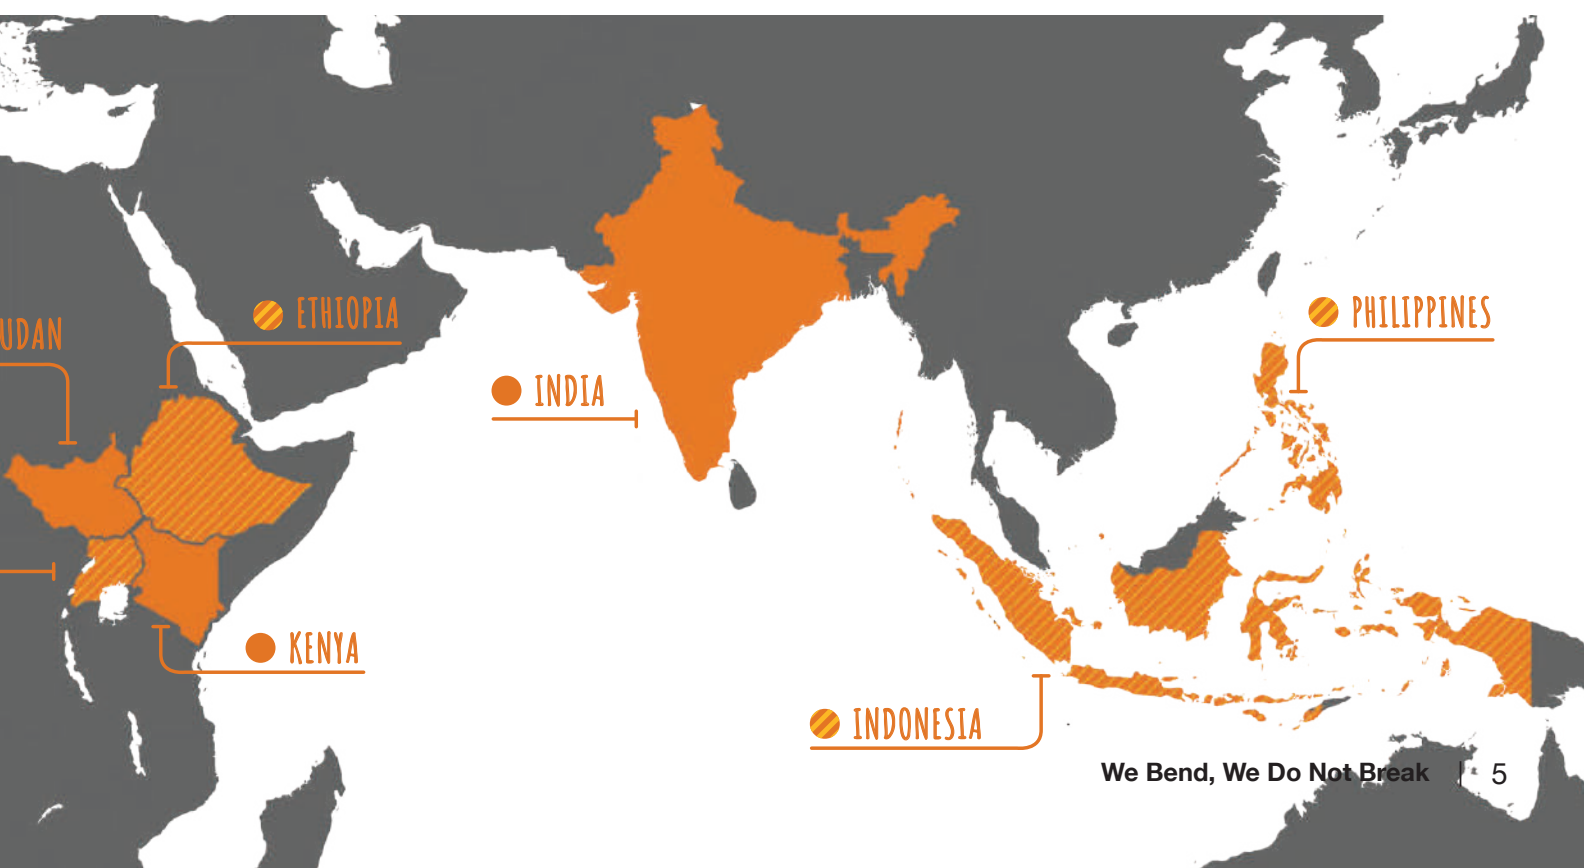 ETHIOPIA
PHILIPPINES
UDAN
INDIA
KENYA
INDONESIA
We Bend, We Do Not Break | 5